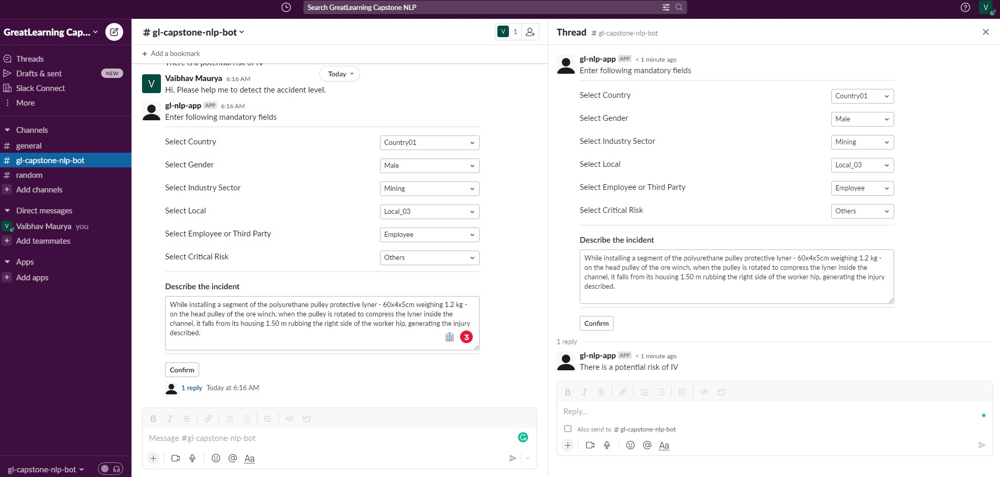 Search GreatLearning Capstone NLP
V
GreatLearning Cap...
Threads
Drafts & sent NEW
Slack Connect
More
Channels
# general
# gl-capstone-nlp-bot
# random
+ Add channels
Direct messages
V Vaibhav Maurya you
+ Add teammates
Apps
+ Add apps
gl-capstone-nlp-bot
# gl-capstone-nlp-bot
V 1
+ Add a bookmark
There is a potential risk of IV
Today
V
Vaibhav Maurya 6:16 AM
Hi, Please help me to detect the accident level.
gl-nlp-app APP 6:16 AM
Enter following mandatory fields
Select Country Country01
Select Gender Male
Select Industry Sector Mining
Select Local Local_03
Select Employee or Third Party Employee
Select Critical Risk Others
Describe the incident
While installing a segment of the polyurethane pulley protective lyner - 60x4x5cm weighing 1.2 kg -
on the head pulley of the ore winch, when the pulley is rotated to compress the lyner inside the
channel, it falls from its housing 1.50 m rubbing the right side of the worker hip, generating the injury
described.
3
Confirm
1 reply Today at 6:16 AM
B I S
Message #gl-capstone-nlp-bot
G
+ @ Aa
Thread # gl-capstone-nlp-bot
gl-nlp-app APP < 1 minute ago
Enter following mandatory fields
Select Country Country01
Select Gender Male
Select Industry Sector Mining
Select Local Local_03
Select Employee or Third Party Employee
Select Critical Risk Others
Describe the incident
While installing a segment of the polyurethane pulley protective lyner - 60x4x5cm weighing 1.2 kg -
on the head pulley of the ore winch, when the pulley is rotated to compress the lyner inside the
channel, it falls from its housing 1.50 m rubbing the right side of the worker hip, generating the injury
described.
Confirm
1 reply
gl-nlp-app APP < 1 minute ago
There is a potential risk of IV
B I S
Reply...
Also send to # gl-capstone-nlp-bot
+ @ Aa